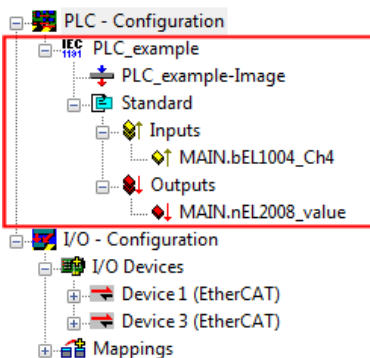 PLC - Configuration
IEC
1131
PLC_example
PLC_example-Image
Standard
Inputs
MAIN.bEL1004_Ch4
Outputs
MAIN.nEL2008_value
I/O - Configuration
I/O Devices
Device 1 (EtherCAT)
Device 3 (EtherCAT)
Mappings